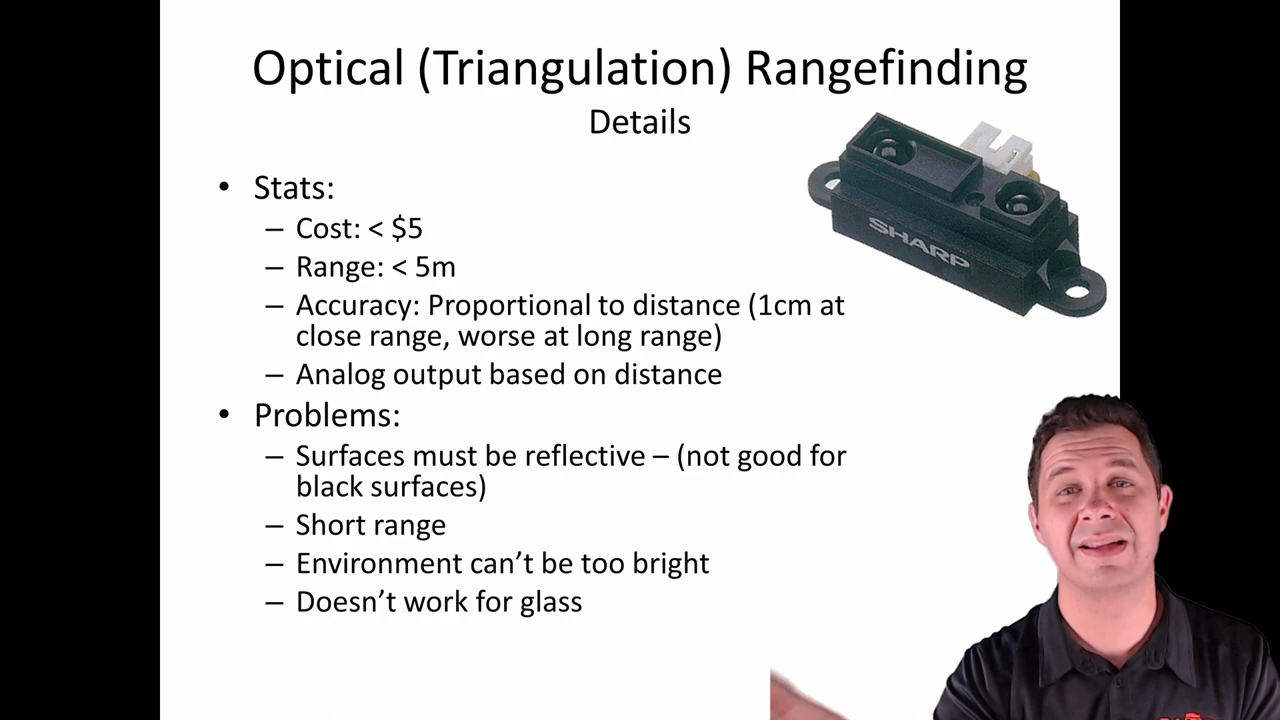 Optical (Triangulation) Rangefinding
Details
• Stats:
– Cost: < $5
– Range: < 5m
– Accuracy: Proportional to distance (1cm at
close range, worse at long range)
– Analog output based on distance
• Problems:
– Surfaces must be reflective – (not good for
black surfaces)
– Short range
– Environment can’t be too bright
– Doesn’t work for glass
SHARP